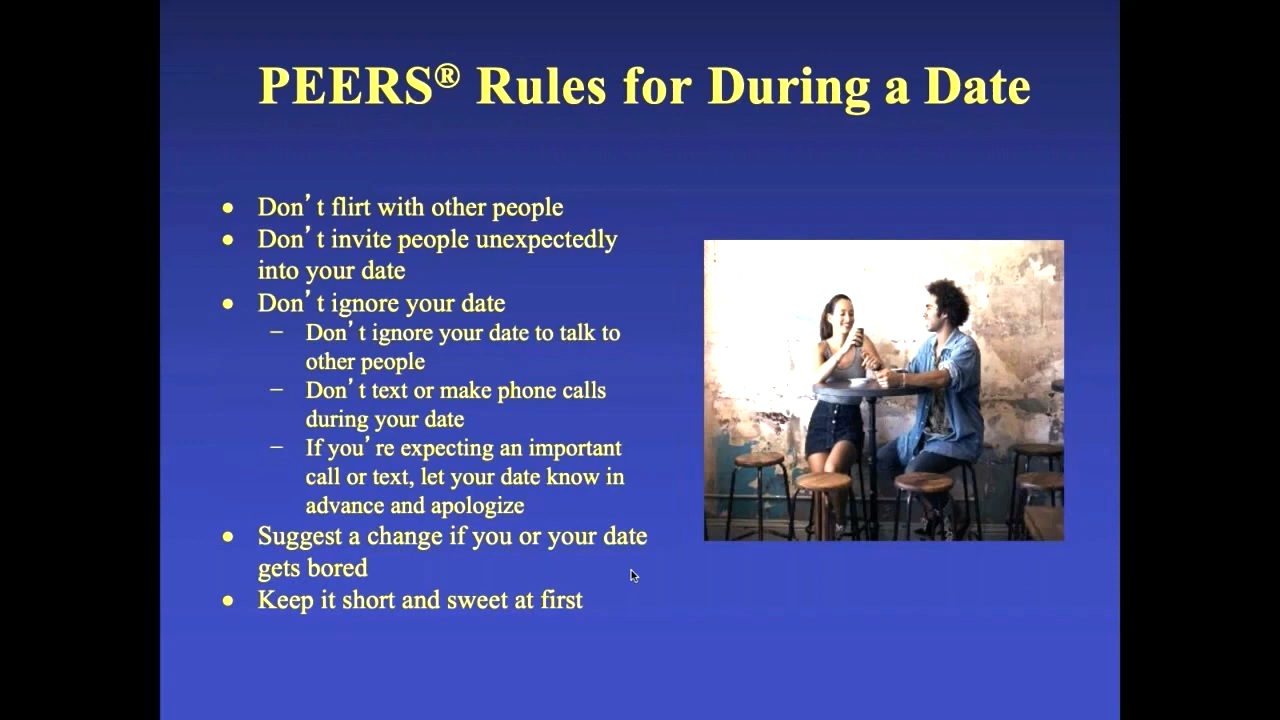 PEERS® Rules for During a Date
• Don’t flirt with other people
• Don’t invite people unexpectedly
into your date
• Don’t ignore your date
– Don’t ignore your date to talk to
other people
– Don’t text or make phone calls
during your date
– If you’re expecting an important
call or text, let your date know in
advance and apologize
• Suggest a change if you or your date
gets bored
• Keep it short and sweet at first